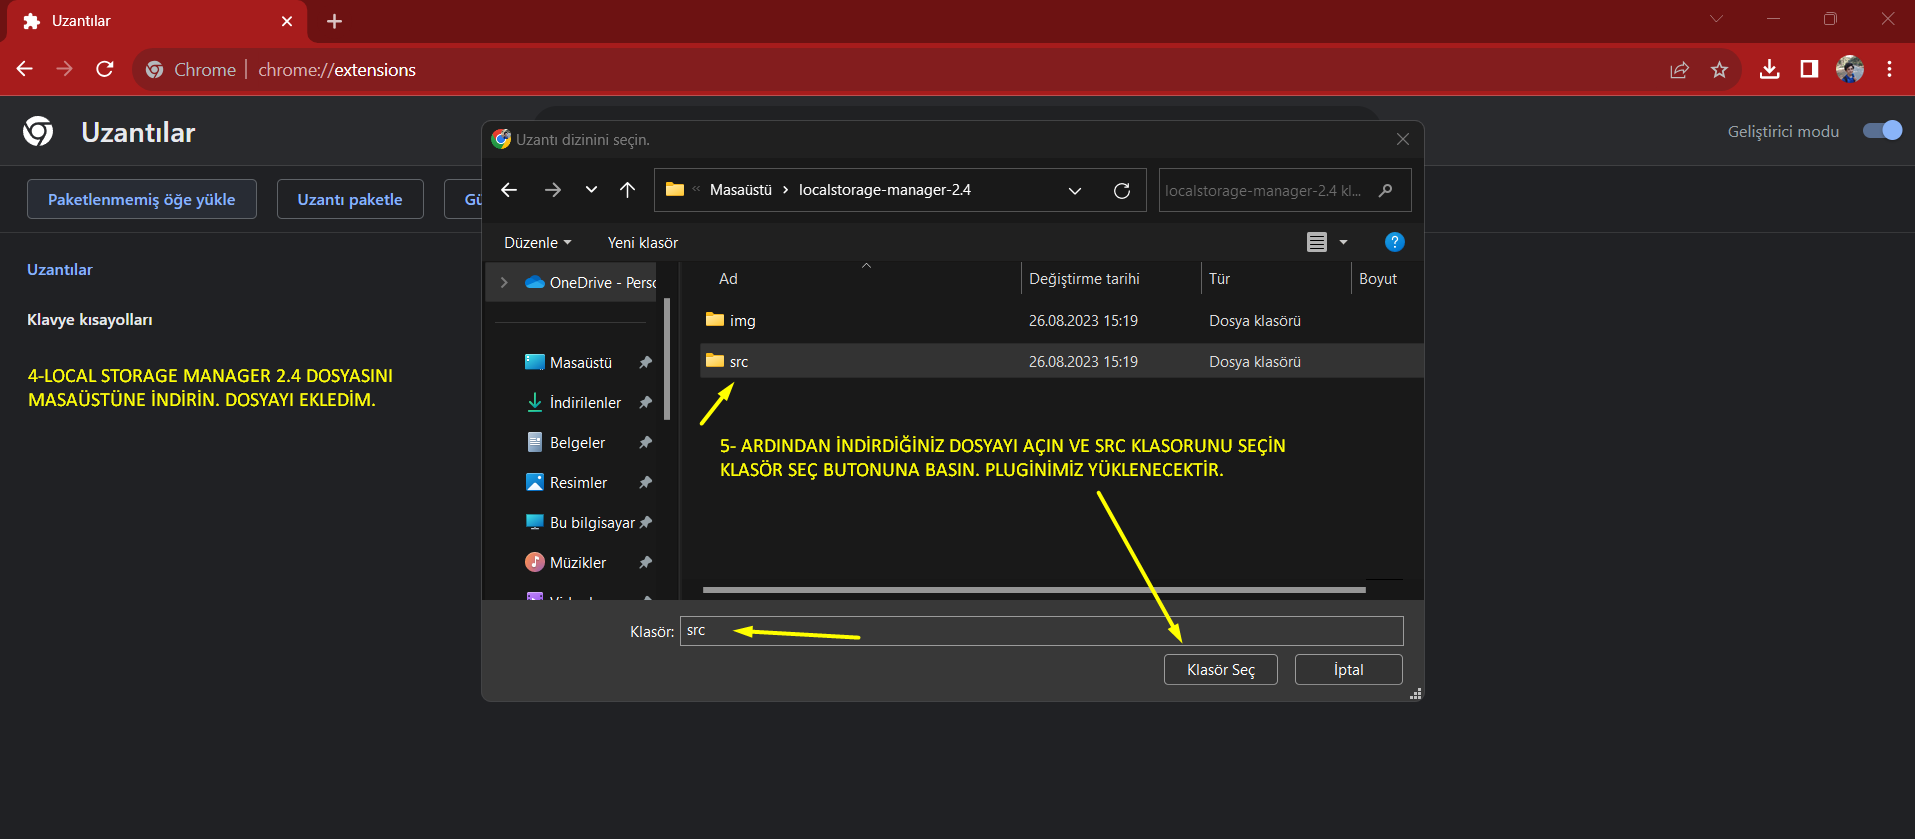 Uzantılar
Chrome
chrome://extensions
Uzantılar
Geliştirici modu
Paketlenmemiş öğe yükle
Uzantı paketle
Uzantılar
Klavye kısayolları
4-LOCAL STORAGE MANAGER 2.4 DOSYASINI
MASAÜSTÜNE İNDİRİN. DOSYAYI EKLEDİM.
Uzantı dizinini seçin.
« Masaüstü › localstorage-manager-2.4
localstorage-manager-2.4 kl...
Düzenle
Yeni klasör
OneDrive - Perso
Masaüstü
İndirilenler
Belgeler
Resimler
Bu bilgisayar
Müzikler
Ad
Değiştirme tarihi
Tür
Boyut
img
26.08.2023 15:19
Dosya klasörü
src
26.08.2023 15:19
Dosya klasörü
5- ARDINDAN İNDİRDİĞİNİZ DOSYAYI AÇIN VE SRC KLASORUNU SEÇİN
KLASÖR SEÇ BUTONUNA BASIN. PLUGİNİMİZ YÜKLENECEKTİR.
Klasör:
src
Klasör Seç
İptal